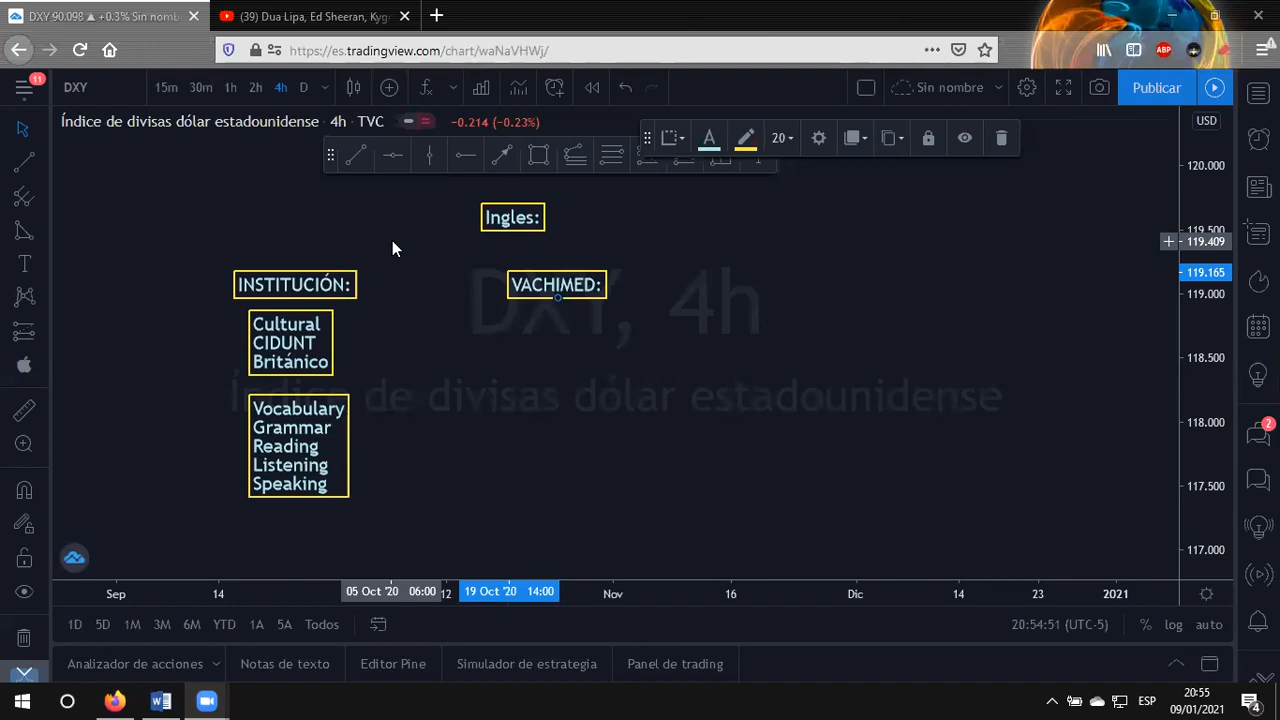 DXY 90.098 ▲ +0.3% Sin nomb
(39) Dua Lipa, Ed Sheeran, Kyg
https://es.tradingview.com/chart/waNaVHWj/
ABP
11
DXY
15m 30m 1h 2h 4h D
Sin nombre
Publicar
Índice de divisas dólar estadounidense · 4h · TVC
−0.214 (−0.23%)
20
USD
120.000
119.500
119.409
119.165
119.000
118.500
118.000
117.500
117.000
Ingles:
INSTITUCIÓN:
VACHIMED:
Cultural
CIDUNT
Británico
Vocabulary
Grammar
Reading
Listening
Speaking
DXY, 4h
Índice de divisas dólar estadounidense
2
Sep 14 05 Oct '20 06:00 12 19 Oct '20 14:00 Nov 16 Dic 14 23 2021
1D 5D 1M 3M 6M YTD 1A 5A Todos
20:54:51 (UTC-5) % log auto
Analizador de acciones
Notas de texto
Editor Pine
Simulador de estrategia
Panel de trading
ESP
20:55
09/01/2021
4